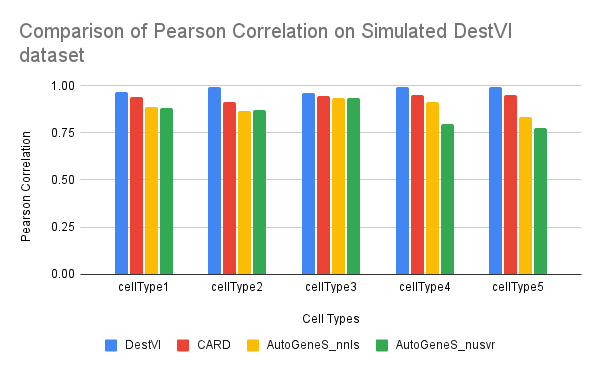 Comparison of Pearson Correlation on Simulated DestVI
dataset
1.00
0.75
0.50
0.25
0.00
Pearson Correlation
cellType1 cellType2 cellType3 cellType4 cellType5
Cell Types
DestVI CARD AutoGeneS_nnls AutoGeneS_nusvr